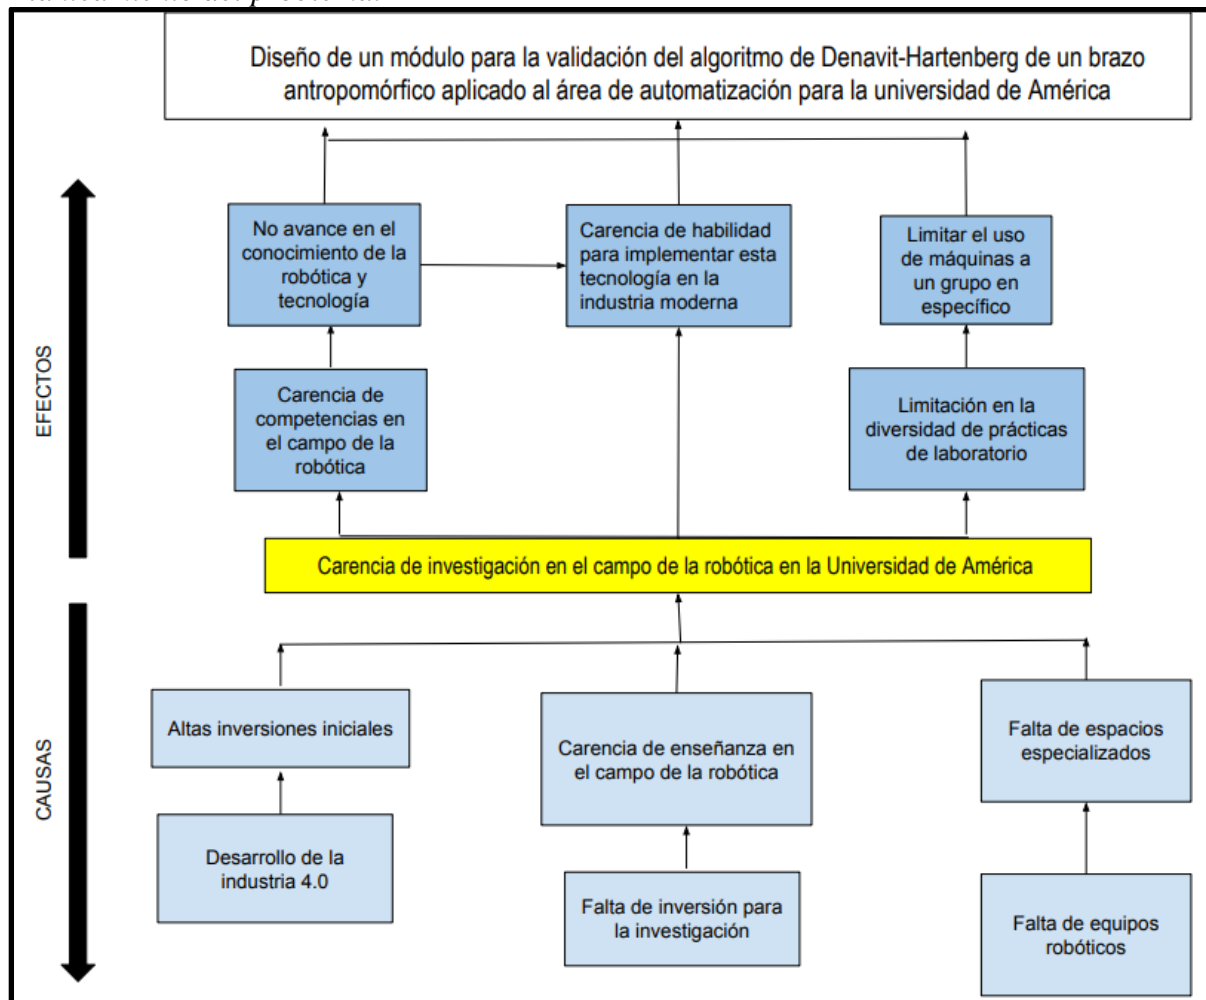 Diseño de un módulo para la validación del algoritmo de Denavit-Hartenberg de un brazo
antropomórfico aplicado al área de automatización para la universidad de América
EFECTOS
No avance en el
conocimiento de la
robótica y
tecnología
Carencia de habilidad
para implementar esta
tecnología en la
industria moderna
Limitar el uso
de máquinas a
un grupo en
específico
Carencia de
competencias en
el campo de la
robótica
Limitación en la
diversidad de prácticas
de laboratorio
Carencia de investigación en el campo de la robótica en la Universidad de América
CAUSAS
Altas inversiones iniciales
Carencia de enseñanza en
el campo de la robótica
Falta de espacios
especializados
Desarrollo de la
industria 4.0
Falta de inversión para
la investigación
Falta de equipos
robóticos